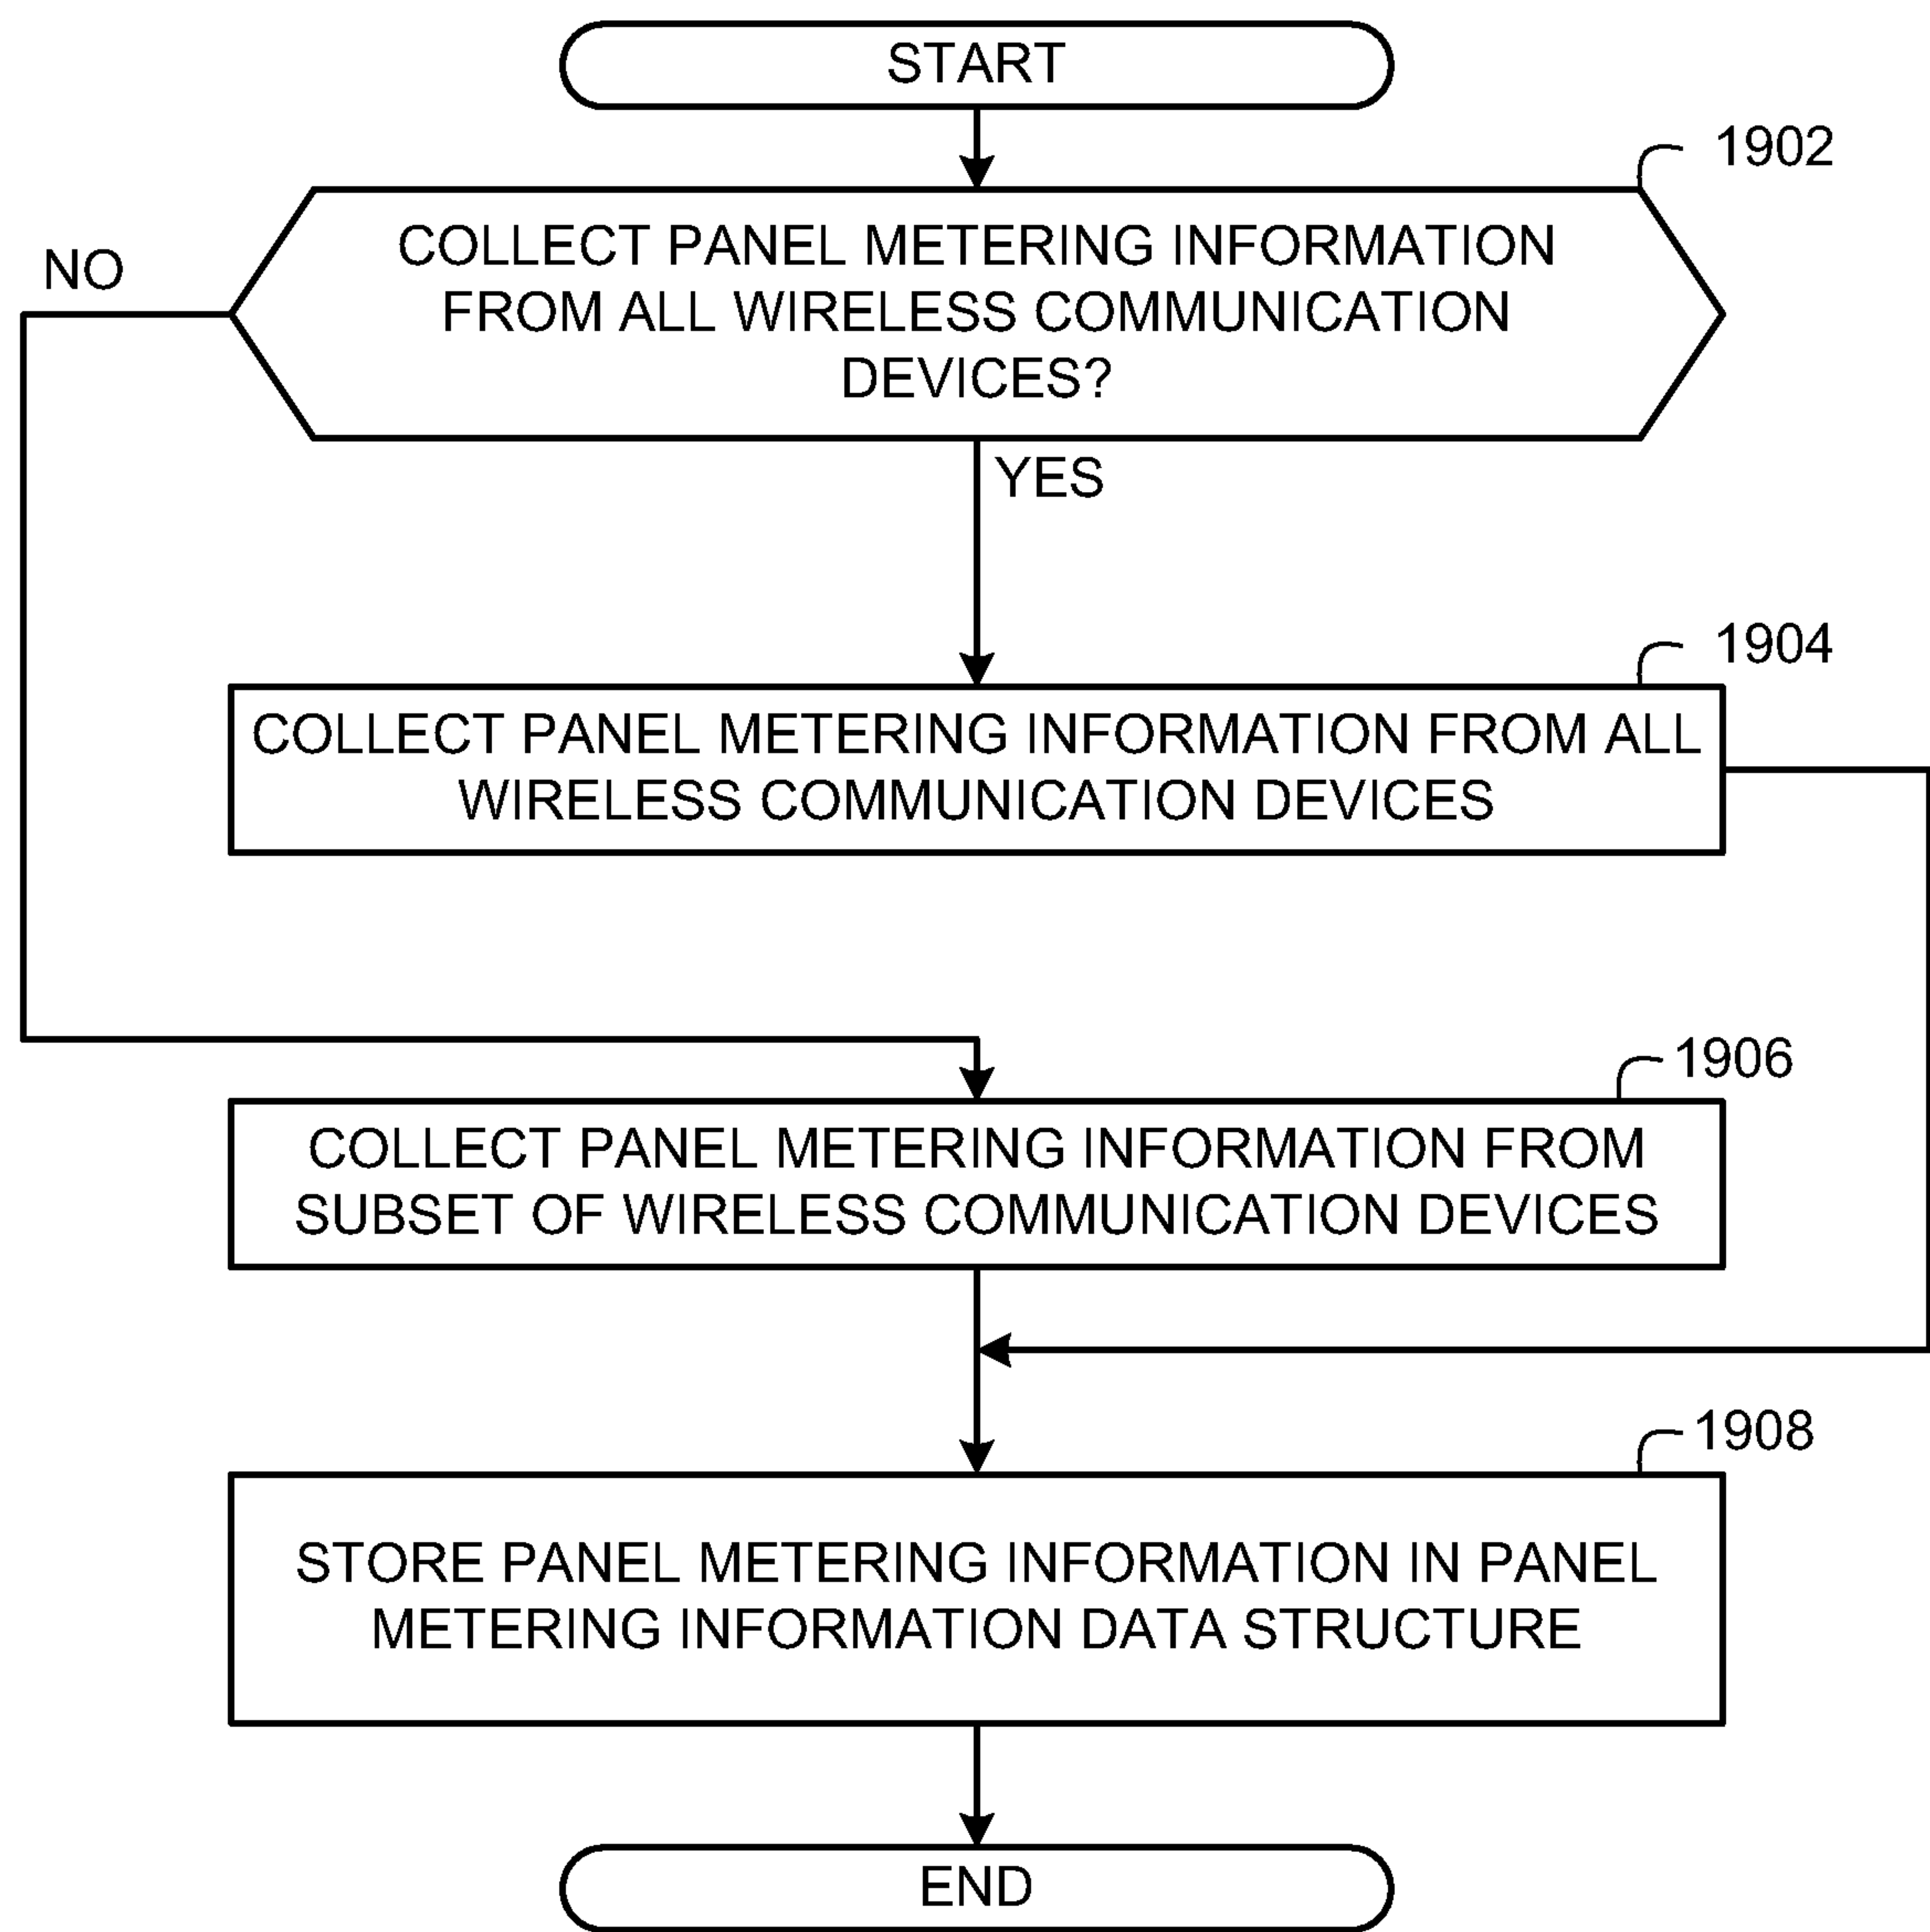 START
1902
COLLECT PANEL METERING INFORMATION
FROM ALL WIRELESS COMMUNICATION
DEVICES?
NO
YES
1904
COLLECT PANEL METERING INFORMATION FROM ALL
WIRELESS COMMUNICATION DEVICES
1906
COLLECT PANEL METERING INFORMATION FROM
SUBSET OF WIRELESS COMMUNICATION DEVICES
1908
STORE PANEL METERING INFORMATION IN PANEL
METERING INFORMATION DATA STRUCTURE
END